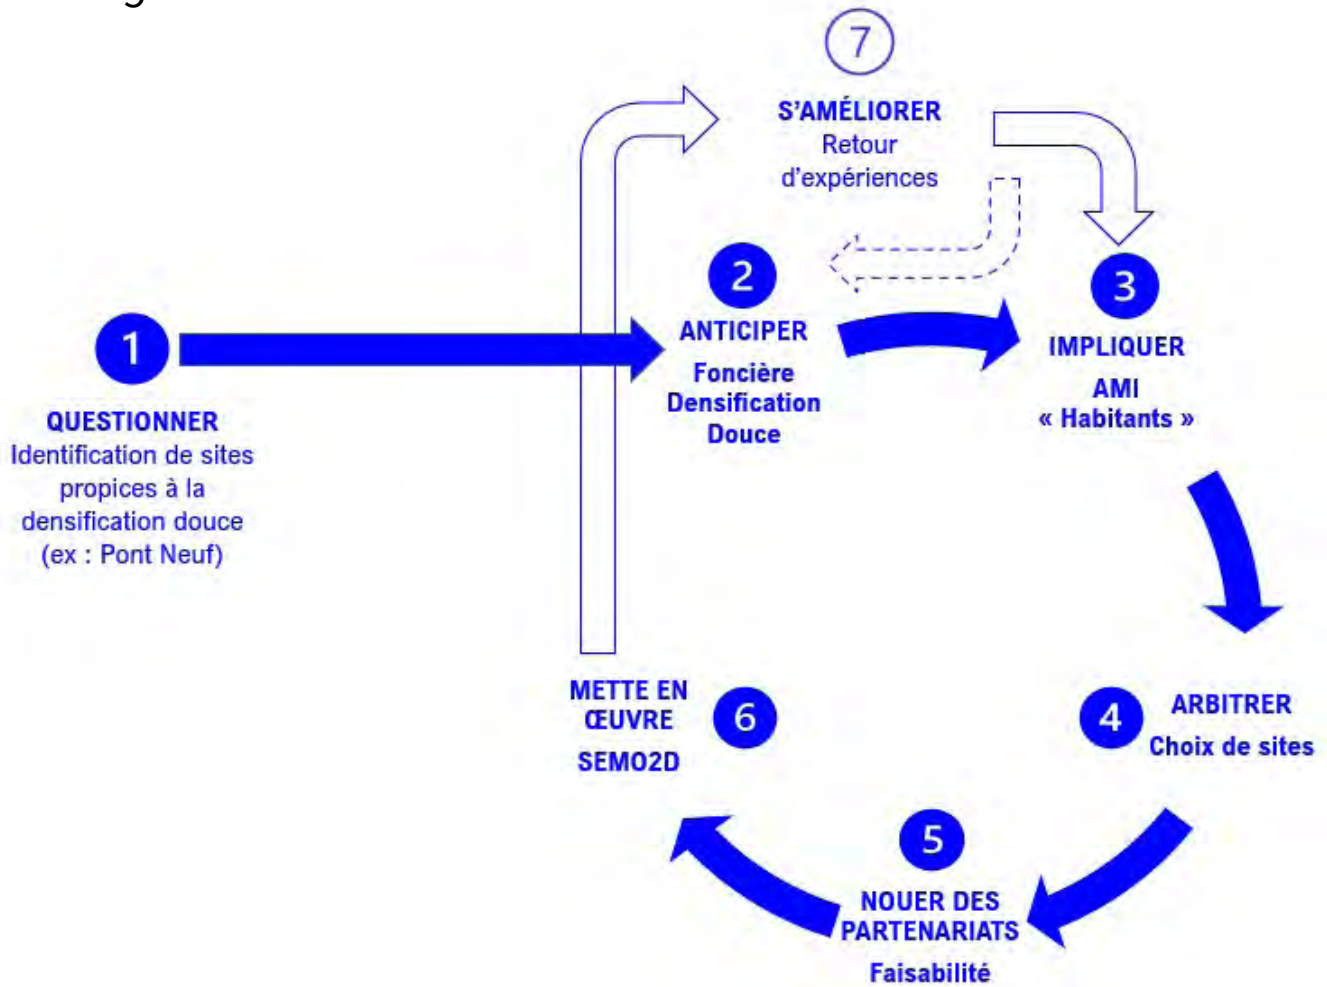 1
QUESTIONNER
Identification de sites
propices à la
densification douce
(ex : Pont Neuf)
2
ANTICIPER
Foncière
Densification
Douce
3
IMPLIQUER
AMI
« Habitants »
4
ARBITRER
Choix de sites
5
NOUER DES
PARTENARIATS
Faisabilité
6
METTE EN
ŒUVRE
SEMO2D
7
S'AMÉLIORER
Retour
d'expériences